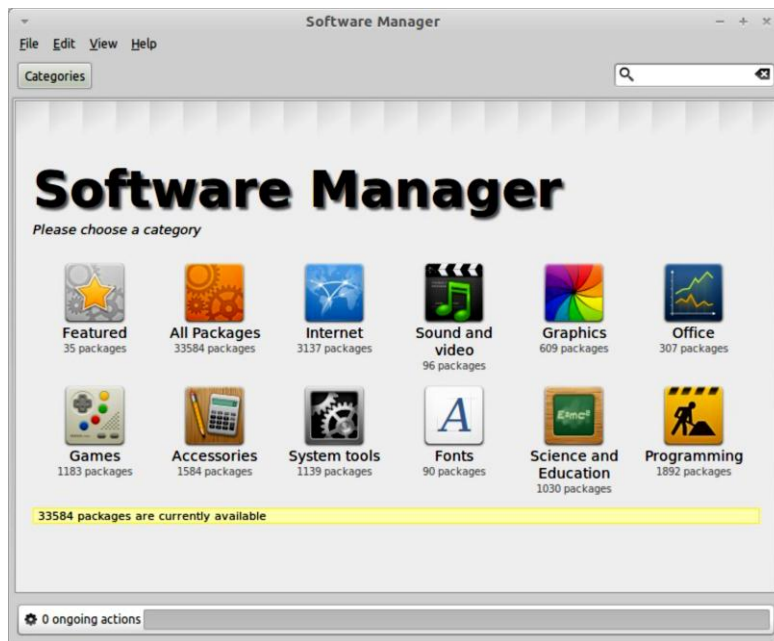 Software Manager
File Edit View Help
Categories
Software Manager
Please choose a category
Featured
35 packages
All Packages
33584 packages
Internet
3137 packages
Sound and
video
96 packages
Graphics
609 packages
Office
307 packages
Games
1183 packages
Accessories
1584 packages
System tools
1139 packages
A
Fonts
90 packages
E=mc²
Science and
Education
1030 packages
Programming
1892 packages
33584 packages are currently available
0 ongoing actions